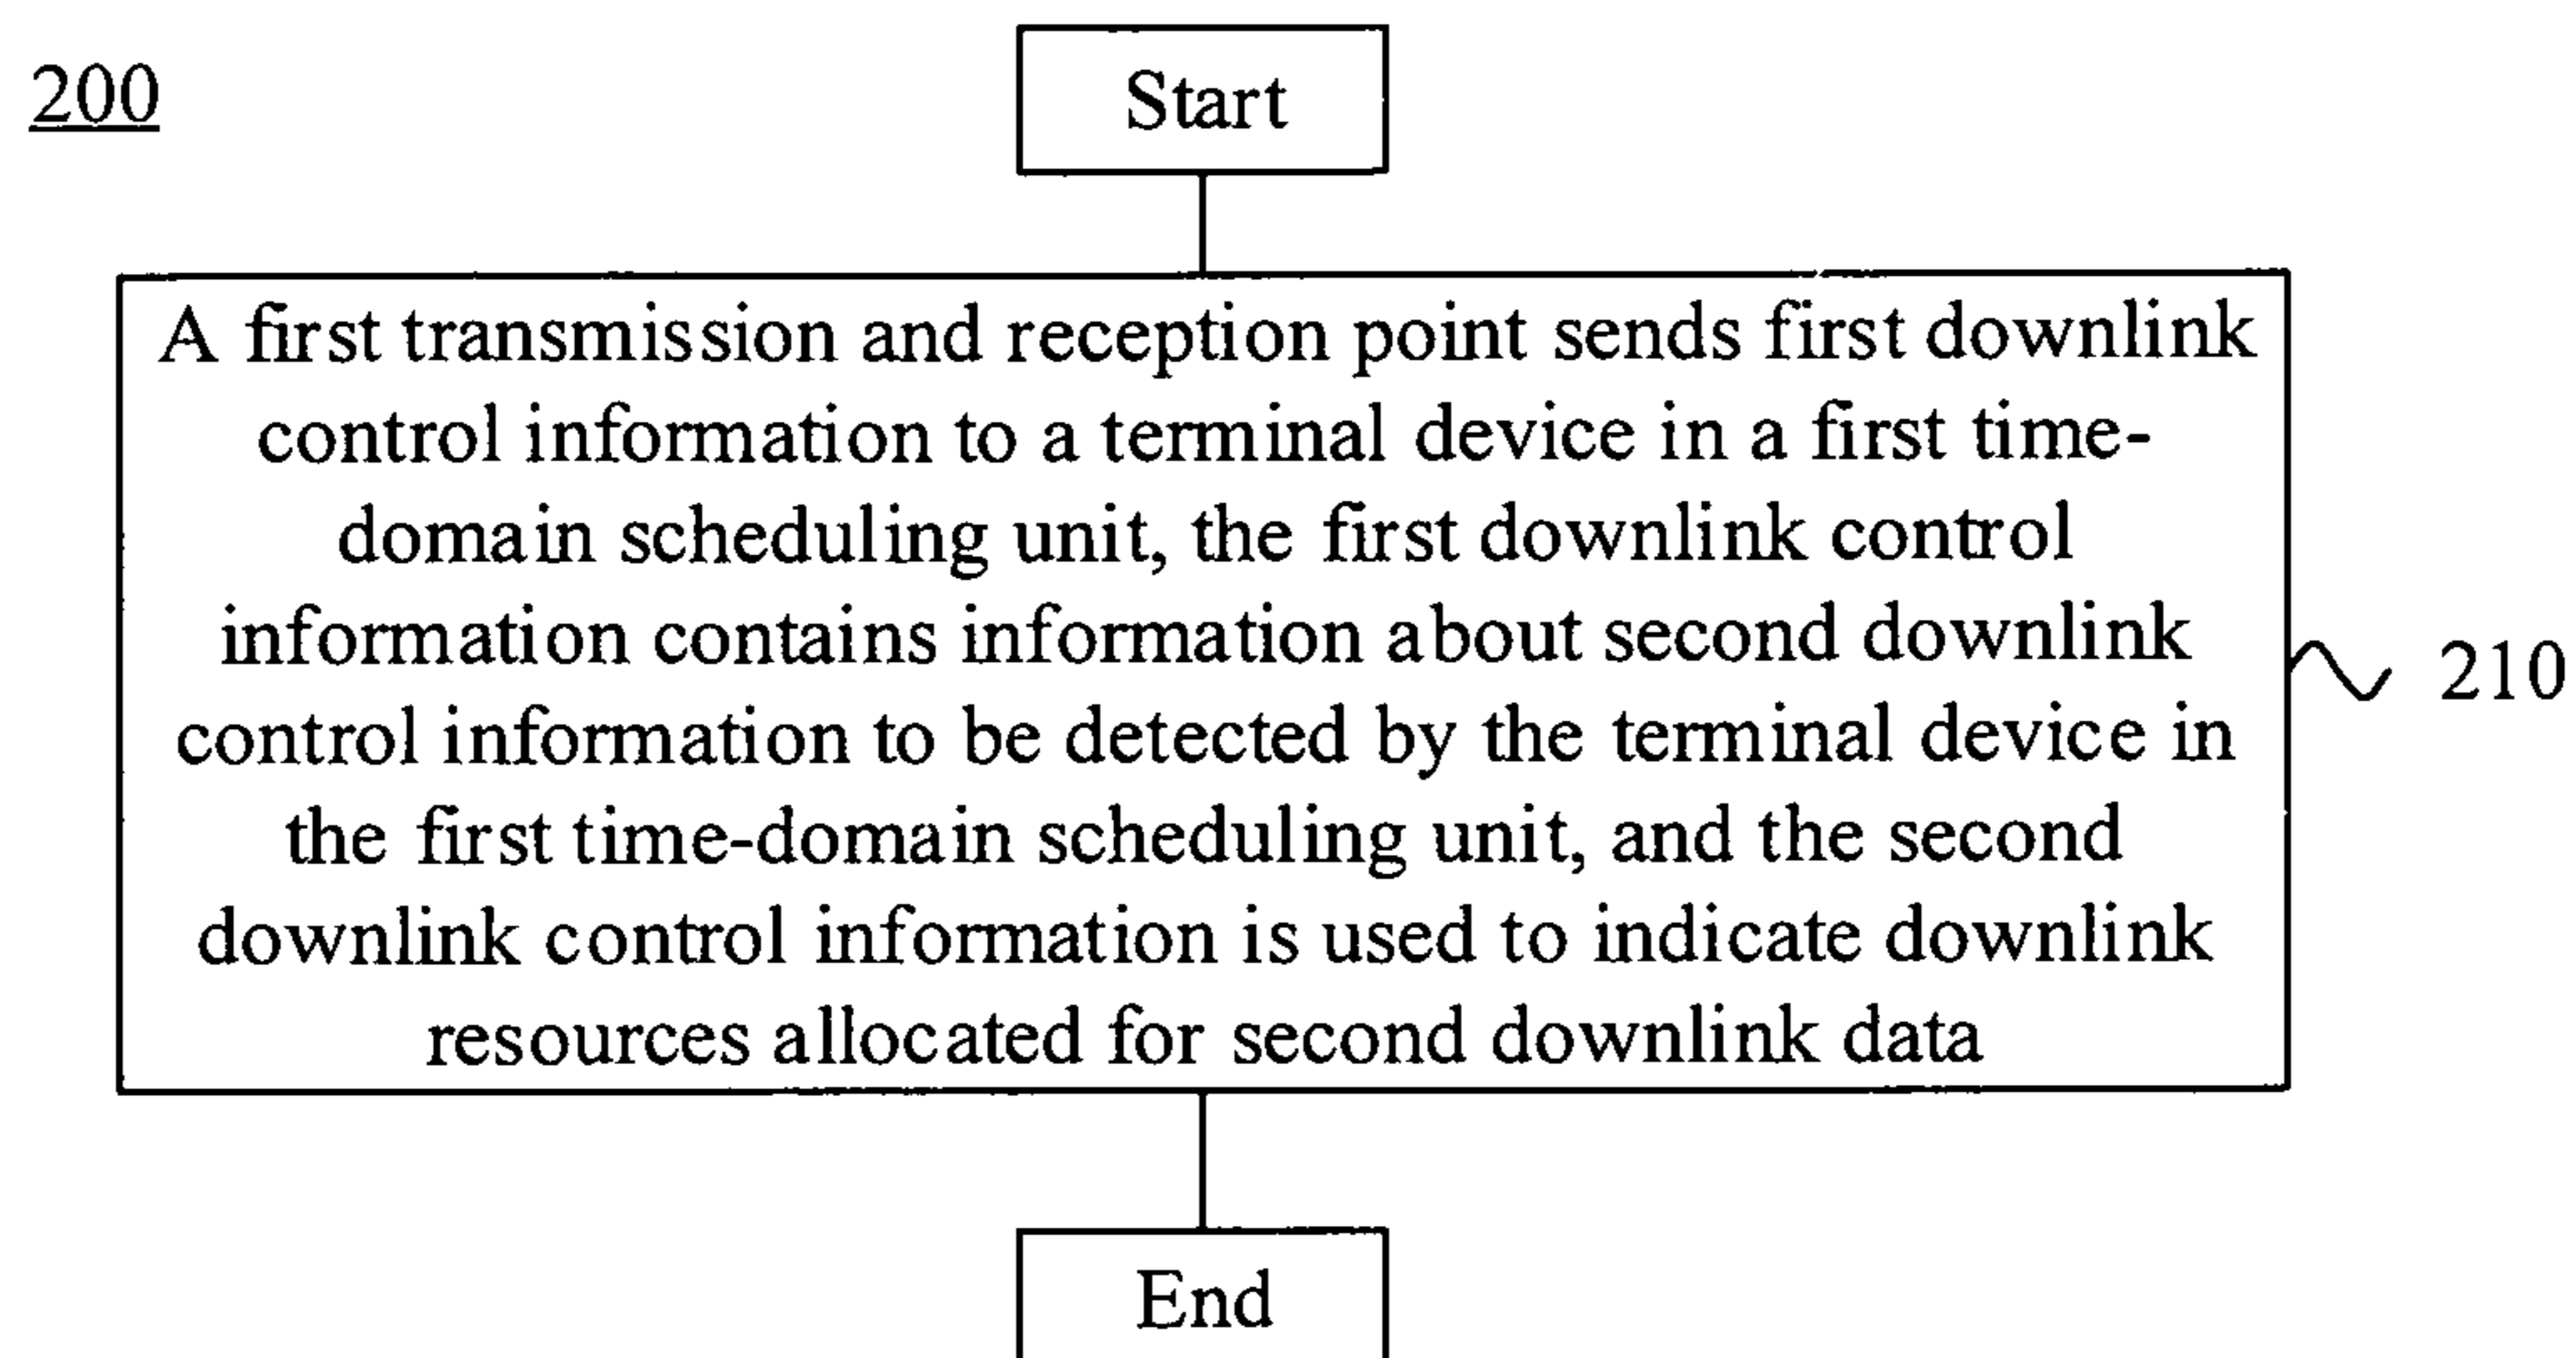 200
Start
A first transmission and reception point sends first downlink
control information to a terminal device in a first time-
domain scheduling unit, the first downlink control
information contains information about second downlink
control information to be detected by the terminal device in
the first time-domain scheduling unit, and the second
downlink control information is used to indicate downlink
resources allocated for second downlink data
210
End